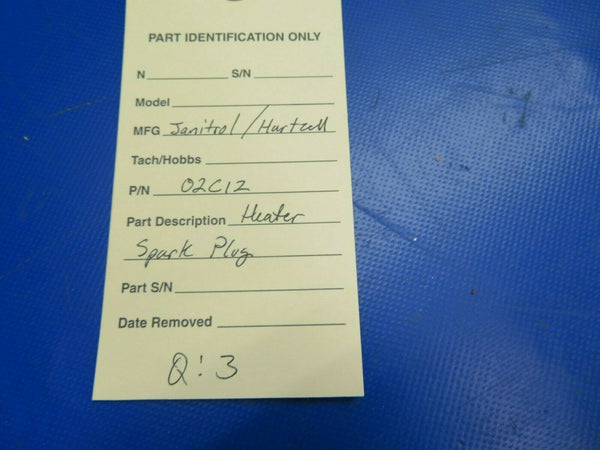 PART IDENTIFICATION ONLY
N S/N
Model
MFG Janitrol / Hartzell
Tach/Hobbs
P/N 02C12
Part Description Heater
Spark Plug
Part S/N
Date Removed
Q: 3